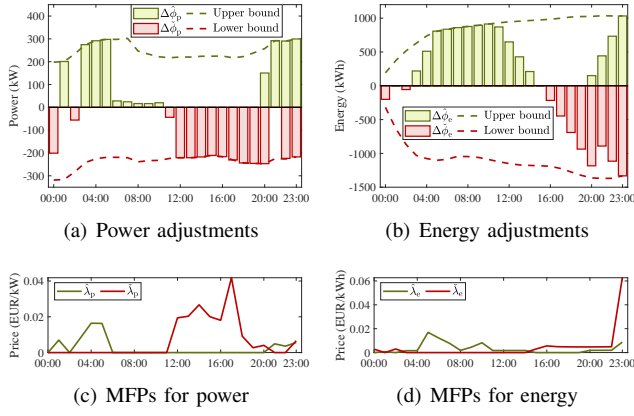 400
300
200
100
0
-100
-200
-300
Power (kW)
Δϕ̂p
Δϕ̌p
Upper bound
Lower bound
00:00
04:00
08:00
12:00
16:00
20:00
23:00
(a) Power adjustments
1000
500
0
-500
-1000
-1500
Energy (kWh)
Δϕ̂e
Δϕ̌e
Upper bound
Lower bound
00:00
04:00
08:00
12:00
16:00
20:00
23:00
(b) Energy adjustments
0.04
0.02
0
Price (EUR/kW)
λ̂p
λ̌p
00:00
04:00
08:00
12:00
16:00
20:00
23:00
(c) MFPs for power
0.06
0.04
0.02
0
Price (EUR/kWh)
λ̂e
λ̌e
00:00
04:00
08:00
12:00
16:00
20:00
23:00
(d) MFPs for energy